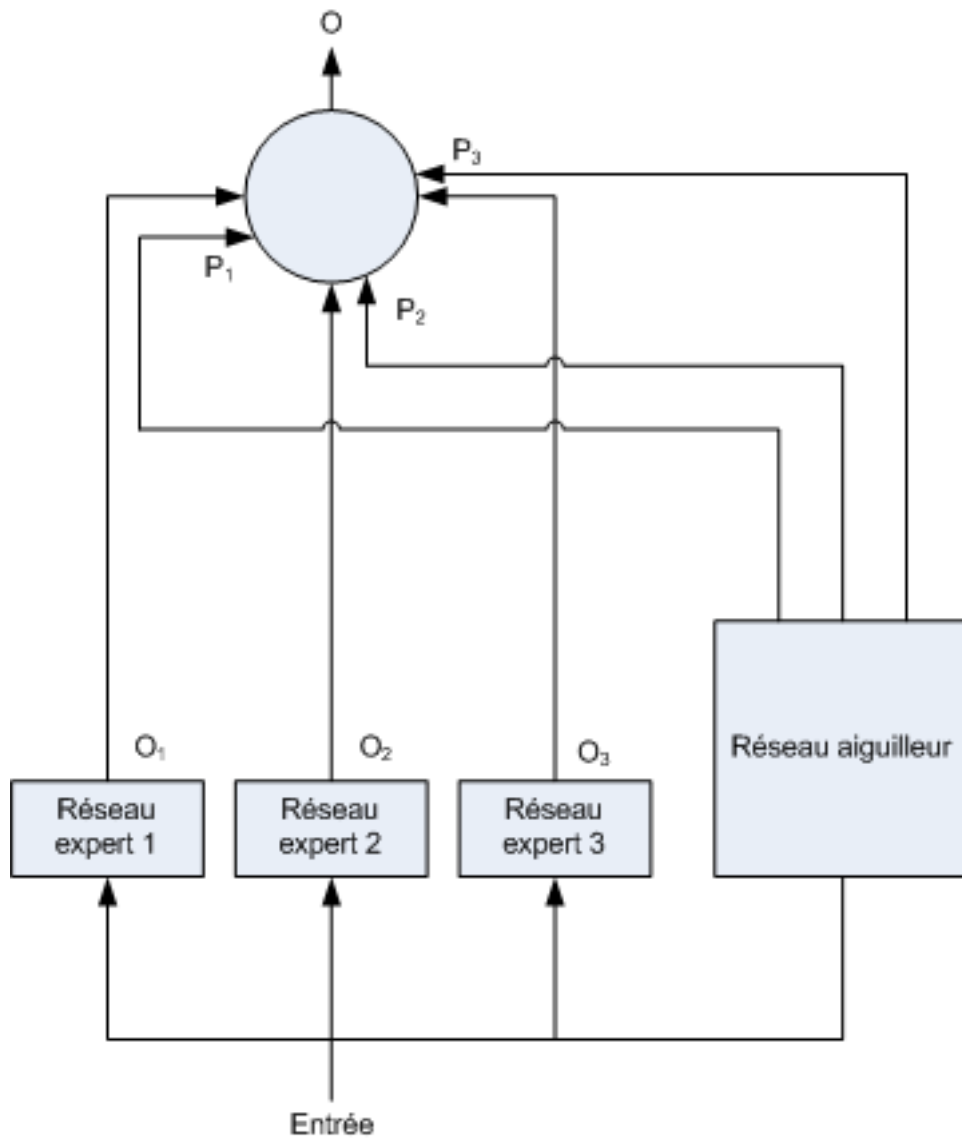 O
P₃
P₁
P₂
O₁
O₂
O₃
Réseau aiguilleur
Réseau
expert 1
Réseau
expert 2
Réseau
expert 3
Entrée